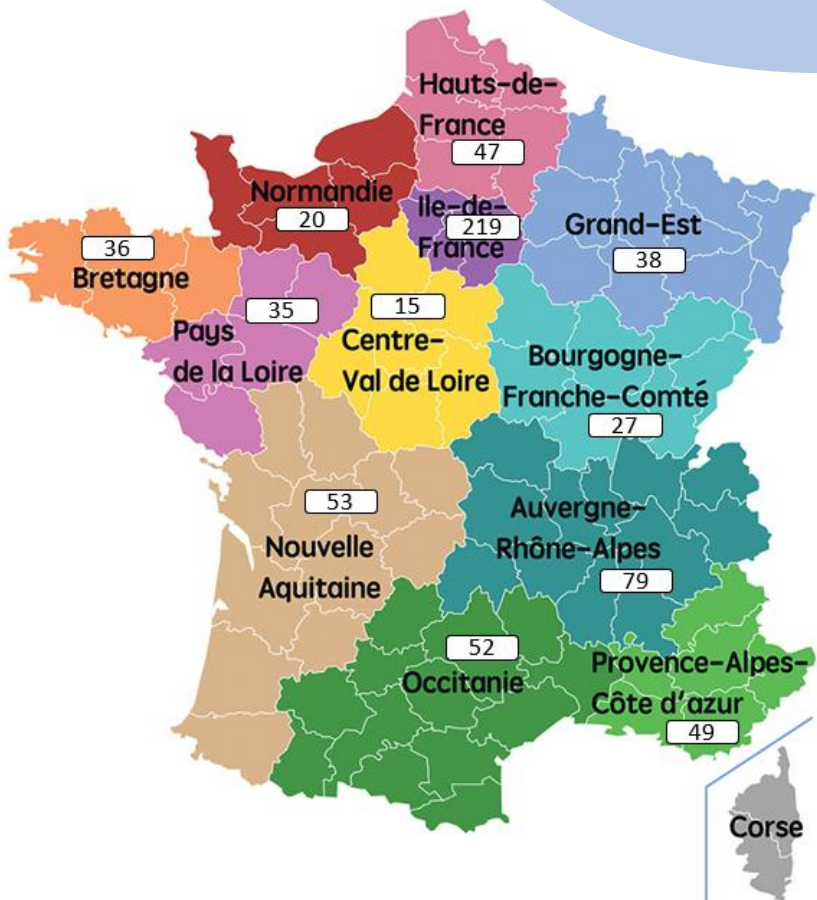 Hauts-de-
France
47
Normandie
20
Ile-de-
219
France
Grand-Est
38
36
Bretagne
35
Pays
de la Loire
15
Centre-
Val de Loire
Bourgogne-
Franche-Comté
27
53
Nouvelle
Aquitaine
Auvergne-
Rhône-Alpes
79
52
Occitanie
Provence-Alpes-
Côte d'azur
49
Corse